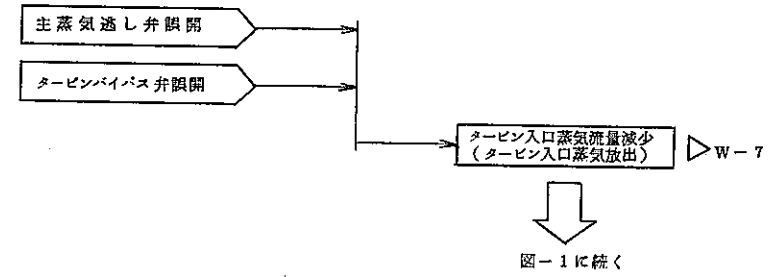 主蒸気逃し弁誤開
タービンバイパス弁誤開
タービン入口蒸気流量減少
(タービン入口蒸気放出)
W-7
図-1に続く